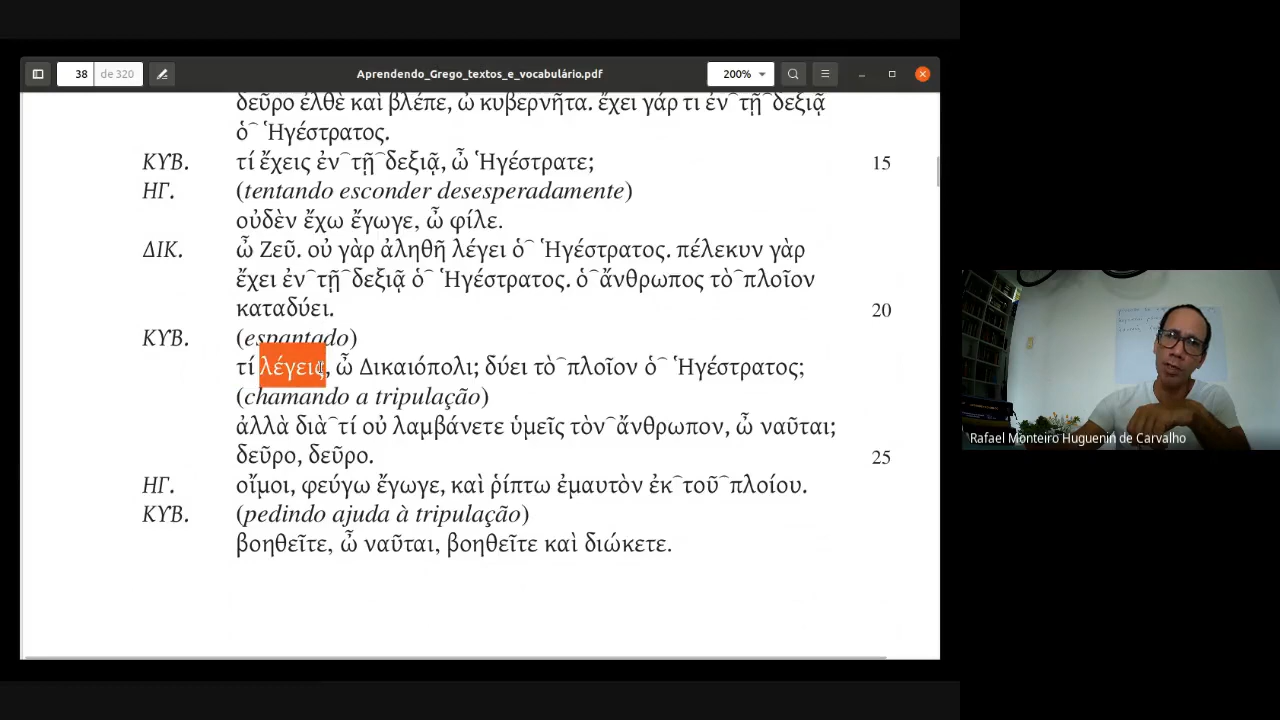 38 de 320 Aprendendo_Grego_textos_e_vocabulário.pdf 200%
δεῦρο ἐλθὲ καὶ βλέπε, ὦ κυβερνῆτα. ἔχει γάρ τι ἐν͡ τῇ͡ δεξιᾷ
ὁ͡ Ἡγέστρατος.
ΚΥΒ. τί ἔχεις ἐν͡ τῇ͡ δεξιᾷ, ὦ Ἡγέστρατε; 15
ΗΓ. (tentando esconder desesperadamente)
οὐδὲν ἔχω ἔγωγε, ὦ φίλε.
ΔΙΚ. ὦ Ζεῦ. οὐ γὰρ ἀληθῆ λέγει ὁ͡ Ἡγέστρατος. πέλεκυν γὰρ
ἔχει ἐν͡ τῇ͡ δεξιᾷ ὁ͡ Ἡγέστρατος. ὁ͡ ἄνθρωπος τὸ͡ πλοῖον
καταδύει. 20
ΚΥΒ. (espantado)
τί λέγεις, ὦ Δικαιόπολι; δύει τὸ͡ πλοῖον ὁ͡ Ἡγέστρατος;
(chamando a tripulação)
ἀλλὰ διὰ͡ τί οὐ λαμβάνετε ὑμεῖς τὸν͡ ἄνθρωπον, ὦ ναῦται;
δεῦρο, δεῦρο. 25
ΗΓ. οἴμοι, φεύγω ἔγωγε, καὶ ῥίπτω ἐμαυτὸν ἐκ͡ τοῦ͡ πλοίου.
ΚΥΒ. (pedindo ajuda à tripulação)
βοηθεῖτε, ὦ ναῦται, βοηθεῖτε καὶ διώκετε.
Rafael Monteiro Huguenin de Carvalho